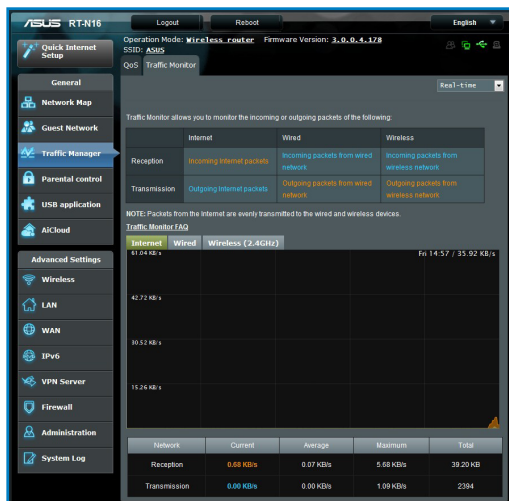 ASUS RT-N16
Logout
Reboot
English
Quick Internet
Setup
Operation Mode: Wireless router Firmware Version: 3.0.0.4.178
SSID: ASUS
QoS Traffic Monitor
General
Network Map
Guest Network
Traffic Manager
Parental control
USB application
AiCloud
Advanced Settings
Wireless
LAN
WAN
IPv6
VPN Server
Firewall
Administration
System Log
Real-time
Traffic Monitor allows you to monitor the incoming or outgoing packets of the following:
Internet Wired Wireless
Reception Incoming Internet packets Incoming packets from wired Incoming packets from
network wireless network
Transmission Outgoing Internet packets Outgoing packets from wired Outgoing packets from
network wireless network
NOTE: Packets from the Internet are evenly transmitted to the wired and wireless devices.
Traffic Monitor FAQ
Internet Wired Wireless (2.4GHz)
61.04 KB/s Fri 14:57 / 35.92 KB/s
42.72 KB/s
30.52 KB/s
15.26 KB/s
Network Current Average Maximum Total
Reception 0.68 KB/s 0.07 KB/s 5.68 KB/s 39.20 KB
Transmission 0.00 KB/s 0.00 KB/s 1.09 KB/s 2394